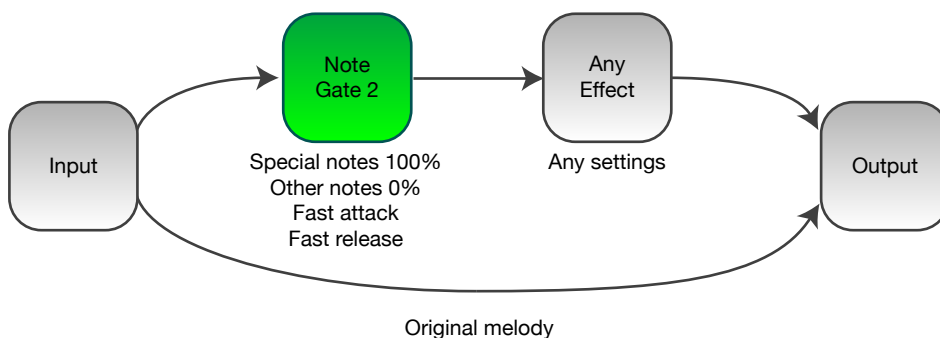 Input
Note
Gate 2
Special notes 100%
Other notes 0%
Fast attack
Fast release
Any
Effect
Any settings
Output
Original melody